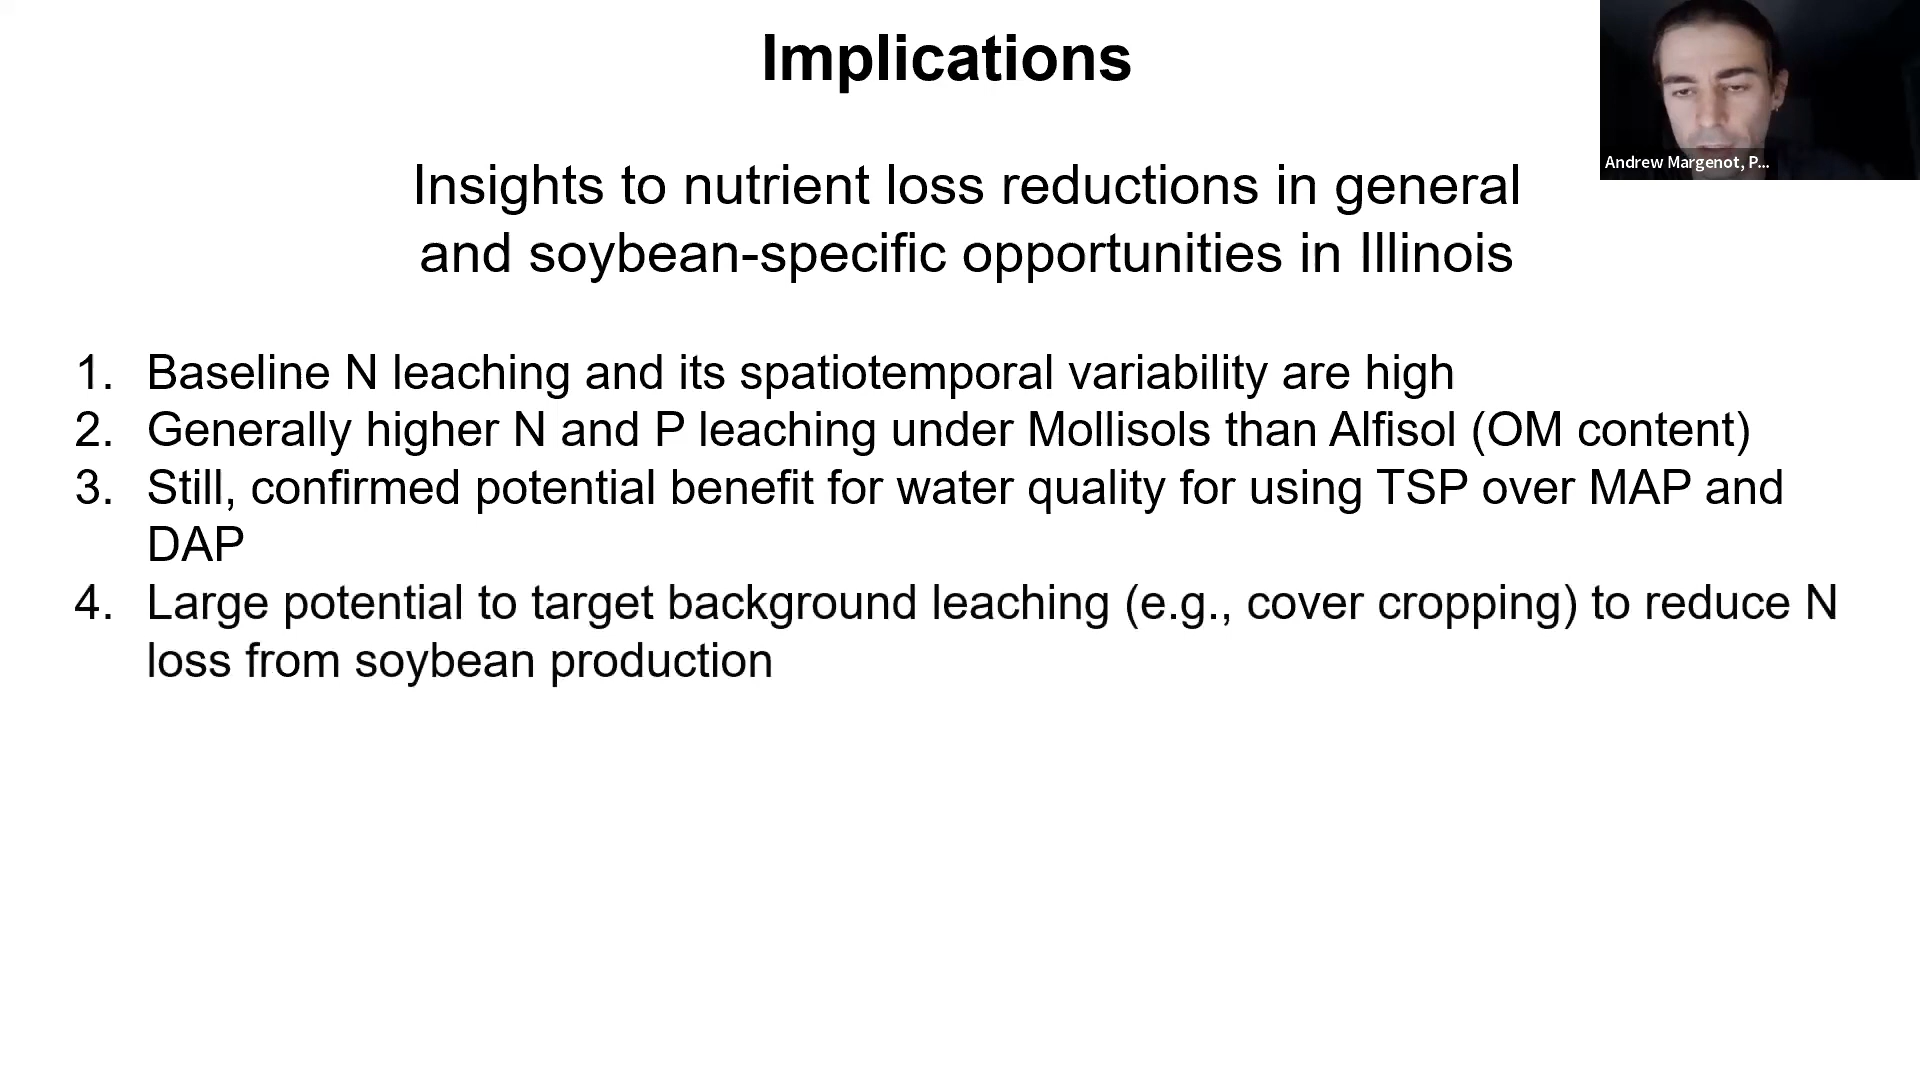 Implications
Andrew Margenot, P...
Insights to nutrient loss reductions in general
and soybean-specific opportunities in Illinois
1. Baseline N leaching and its spatiotemporal variability are high
2. Generally higher N and P leaching under Mollisols than Alfisol (OM content)
3. Still, confirmed potential benefit for water quality for using TSP over MAP and
DAP
4. Large potential to target background leaching (e.g., cover cropping) to reduce N
loss from soybean production